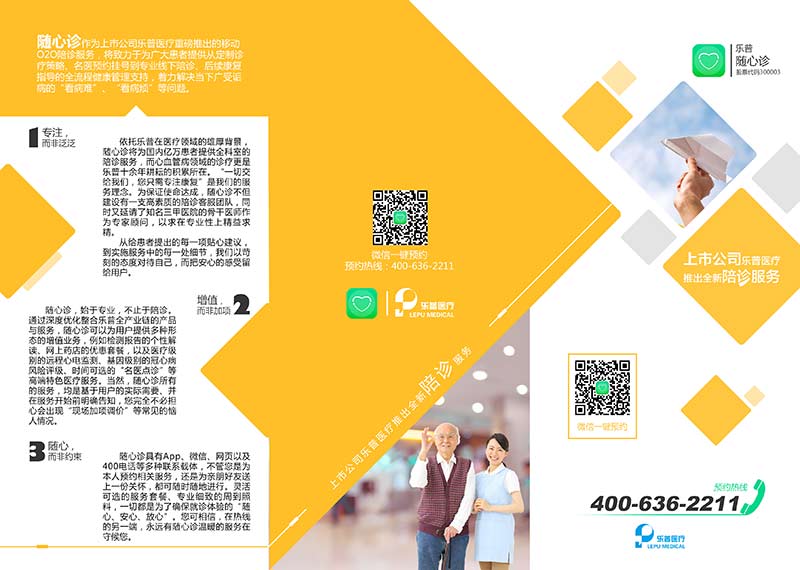 随心诊作为上市公司乐普医疗重磅推出的移动
O2O陪诊服务，将致力于为广大患者提供从定制诊
疗策略、名医预约挂号到专业线下陪诊、后续康复
指导的全流程健康管理支持，着力解决当下广受诟
病的“看病难”、“看病烦”等问题。
1 专注，
而非泛泛
依托乐普在医疗领域的雄厚背景，
随心诊将为国内亿万患者提供全科室的
陪诊服务，而心血管病领域的诊疗更是
乐普十余年耕耘的积累所在。“一切交
给我们，您只需专注康复”是我们的服
务理念。为保证使命达成，随心诊不但
建设有一支高素质的陪诊客服团队，同
时又延请了知名三甲医院的骨干医师作
为专家顾问，以求在专业性上精益求
精。
从给患者提出的每一项贴心建议，
到实施服务中的每一处细节，我们以苛
刻的态度对待自己，而把安心的感受留
给用户。
增值，
而非加项 2
随心诊，始于专业，不止于陪诊。
通过深度优化整合乐普全产业链的产品
与服务，随心诊可以为用户提供多种形
态的增值业务，例如检测报告的个性解
读、网上药店的优惠套餐，以及医疗级
别的远程心电监测、基因级别的冠心病
风险评级、时间可选的“名医点诊”等
高端特色医疗服务。当然，随心诊所有
的服务，均是基于用户的实际需要、并
在服务开始前明确告知，您完全不必担
心会出现“现场加项调价”等常见的恼
人情况。
3 随心，
而非约束
随心诊具有App、微信、网页以及
400电话等多种联系载体，不管您是为
本人预约相关服务，还是为亲朋好友送
上一份关怀，都可随时随地进行。灵活
可选的服务套餐、专业细致的周到照
料，一切都是为了确保就诊体验的“随
心、安心、放心”。您可相信，在热线
的另一端，永远有随心诊温暖的服务在
守候您。
微信一键预约
预约热线：400-636-2211
乐普医疗
LEPU MEDICAL
上市公司乐普医疗推出全新陪诊服务
乐普
随心诊
股票代码300003
上市公司乐普医疗
推出全新陪诊服务
微信一键预约
预约热线
400-636-2211
乐普医疗
LEPU MEDICAL